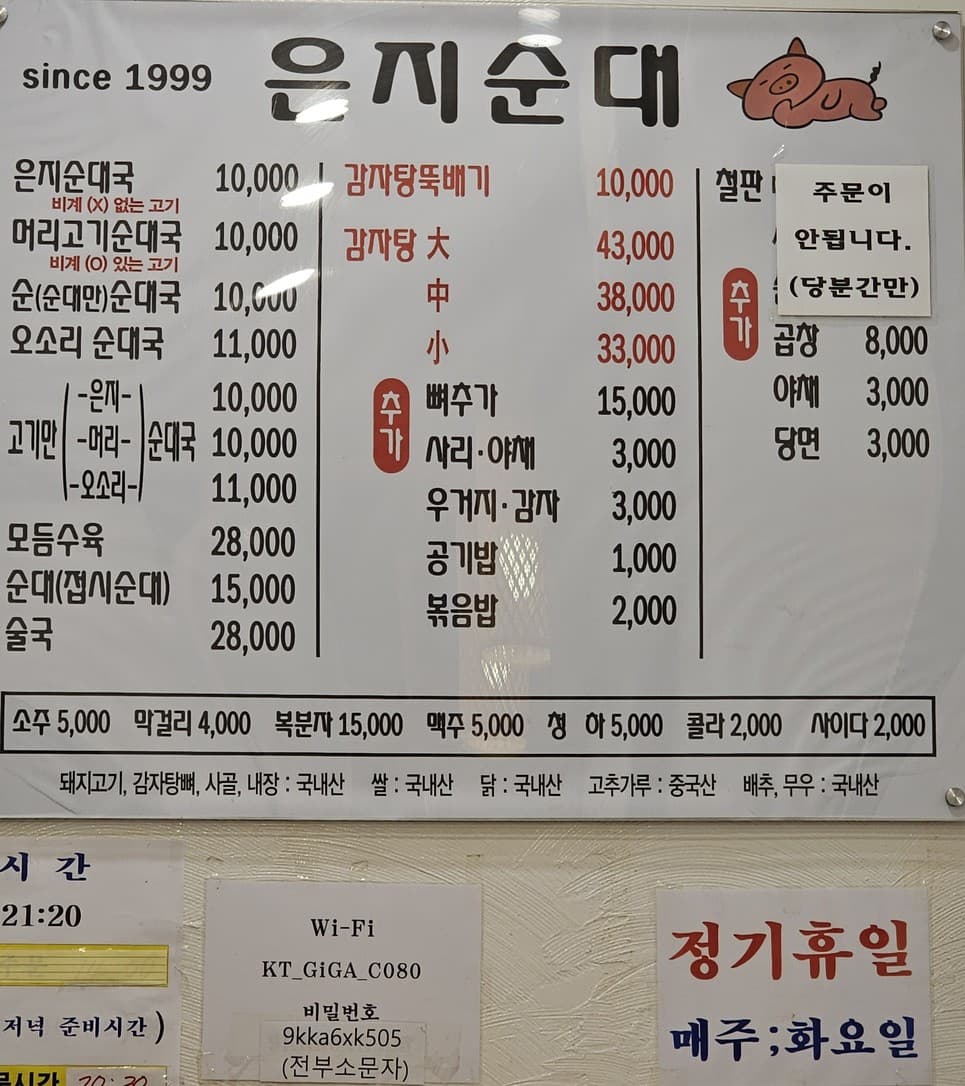 since 1999 은지순대
은지순대국 10,000
비계 (X) 없는 고기
머리고기순대국 10,000
비계 (O) 있는 고기
순(순대만)순대국 10,000
오소리 순대국 11,000
고기만 순대국
-은지- 10,000
-머리- 10,000
-오소리- 11,000
모듬수육 28,000
순대(접시순대) 15,000
술국 28,000
감자탕뚝배기 10,000
감자탕 大 43,000
中 38,000
小 33,000
추가
뼈추가 15,000
사리·야채 3,000
우거지·감자 3,000
공기밥 1,000
볶음밥 2,000
철판
주문이
안됩니다.
(당분간만)
추가
곱창 8,000
야채 3,000
당면 3,000
소주 5,000 막걸리 4,000 복분자 15,000 맥주 5,000 청 하 5,000 콜라 2,000 사이다 2,000
돼지고기, 감자탕뼈, 사골, 내장 : 국내산 쌀 : 국내산 닭 : 국내산 고추가루 : 중국산 배추, 무우 : 국내산
시 간
21:20
저녁 준비시간)
시간 20:30
Wi-Fi
KT_GiGA_C080
비밀번호
9kka6xk505
(전부소문자)
정기휴일
매주;화요일